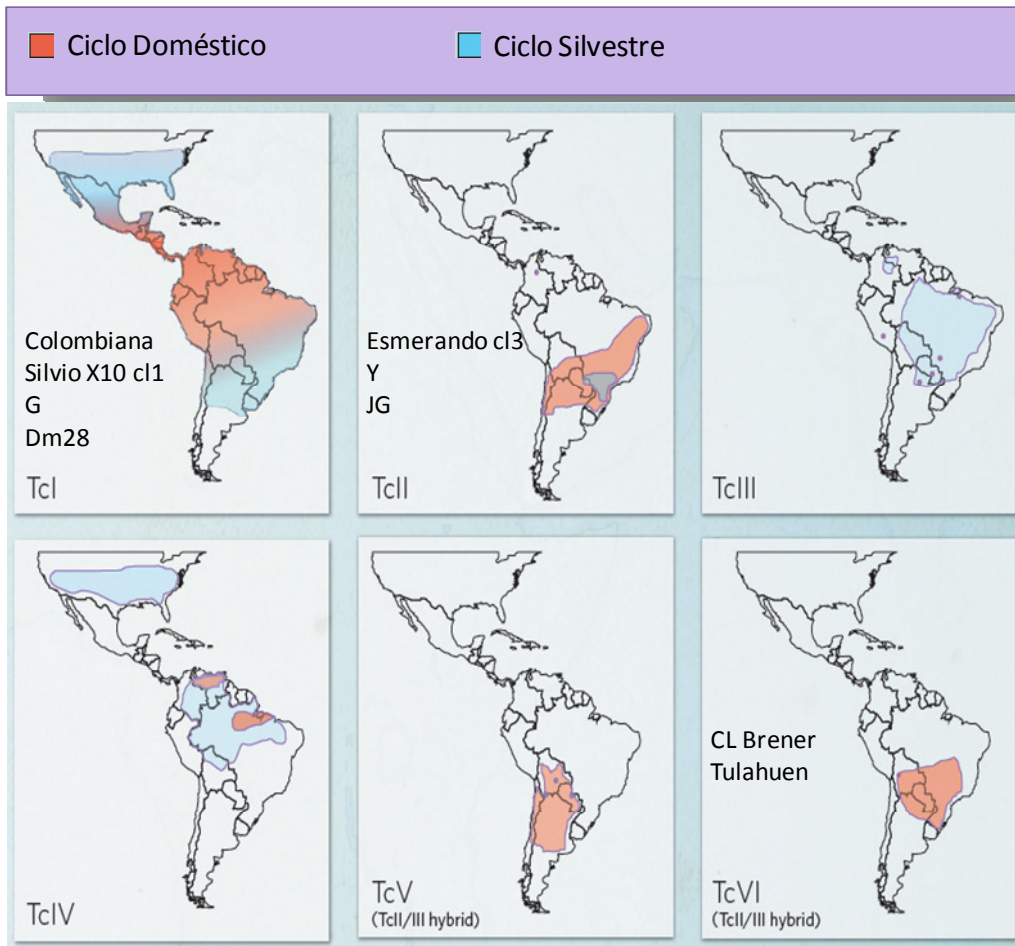 Ciclo Doméstico
Ciclo Silvestre
Colombiana
Silvio X10 cl1
G
Dm28
TcI
Esmerando cl3
Y
JG
TcII
TcIII
TcIV
TcV
(TcII/III hybrid)
CL Brener
Tulahuen
TcVI
(TcII/III hybrid)